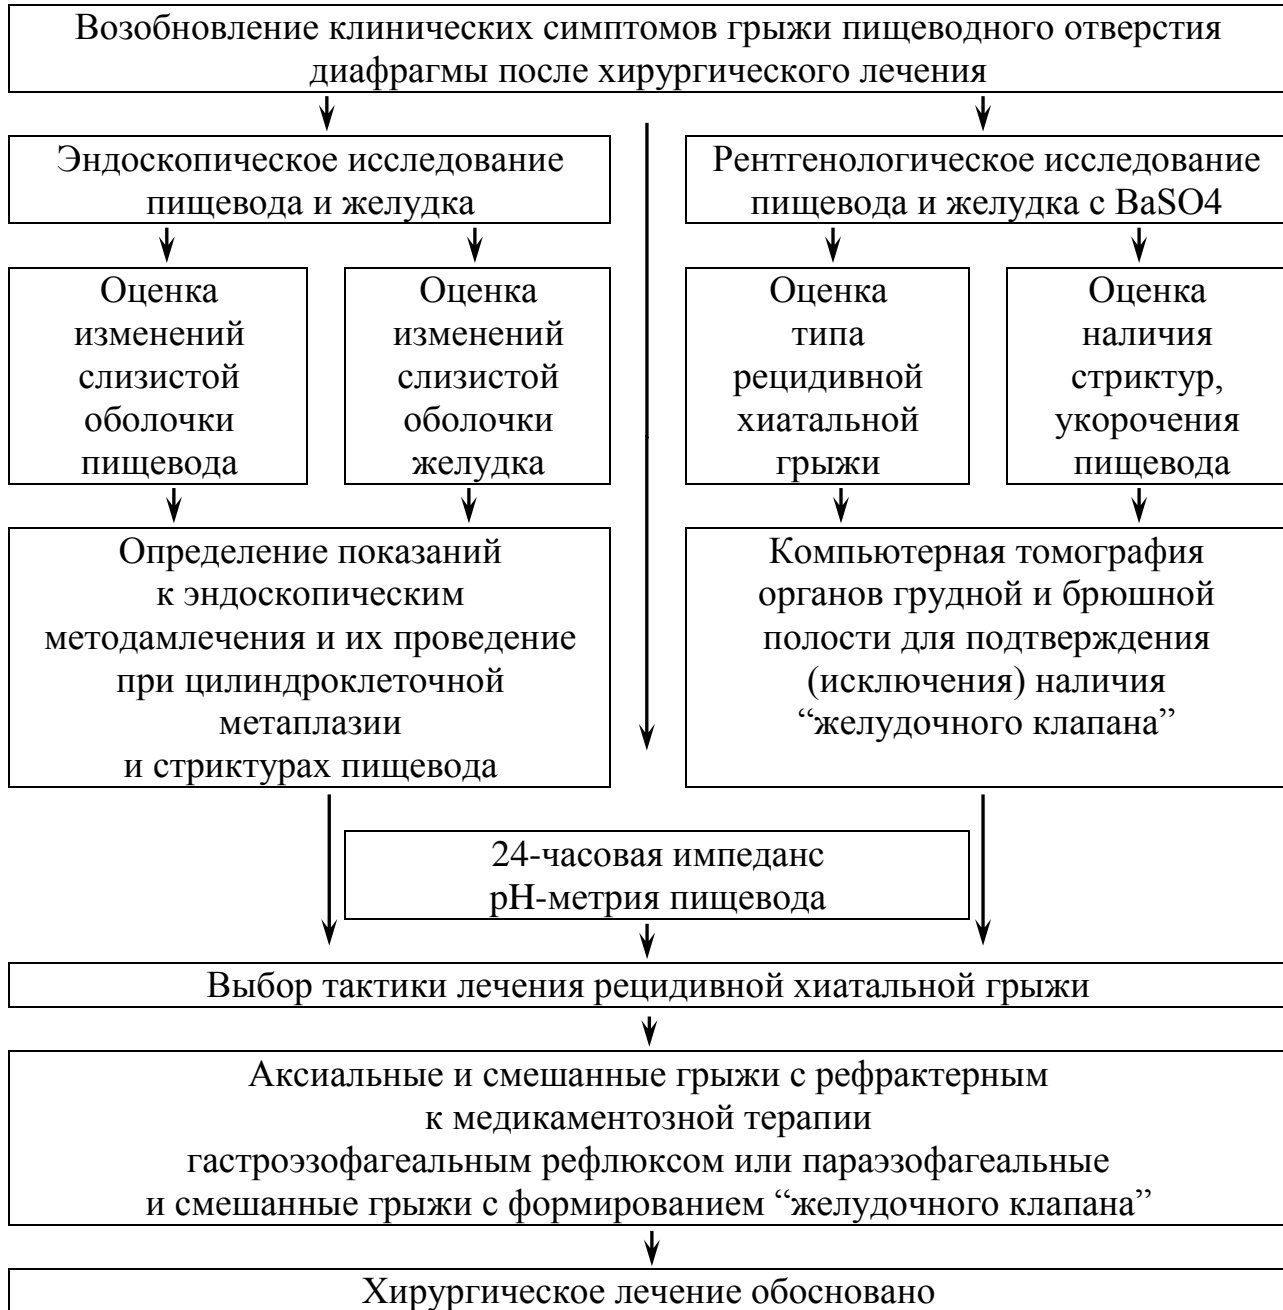 Возобновление клинических симптомов грыжи пищеводного отверстия
диафрагмы после хирургического лечения
Эндоскопическое исследование
пищевода и желудка
Рентгенологическое исследование
пищевода и желудка с BaSO4
Оценка
изменений
слизистой
оболочки
пищевода
Оценка
изменений
слизистой
оболочки
желудка
Оценка
типа
рецидивной
хиатальной
грыжи
Оценка
наличия
стриктур,
укорочения
пищевода
Определение показаний
к эндоскопическим
методамлечения и их проведение
при цилиндроклеточной
метаплазии
и стриктурах пищевода
Компьютерная томография
органов грудной и брюшной
полости для подтверждения
(исключения) наличия
“желудочного клапана”
24-часовая импеданс
pH-метрия пищевода
Выбор тактики лечения рецидивной хиатальной грыжи
Аксиальные и смешанные грыжи с рефрактерным
к медикаментозной терапии
гастроэзофагеальным рефлюксом или параэзофагеальные
и смешанные грыжи с формированием “желудочного клапана”
Хирургическое лечение обосновано